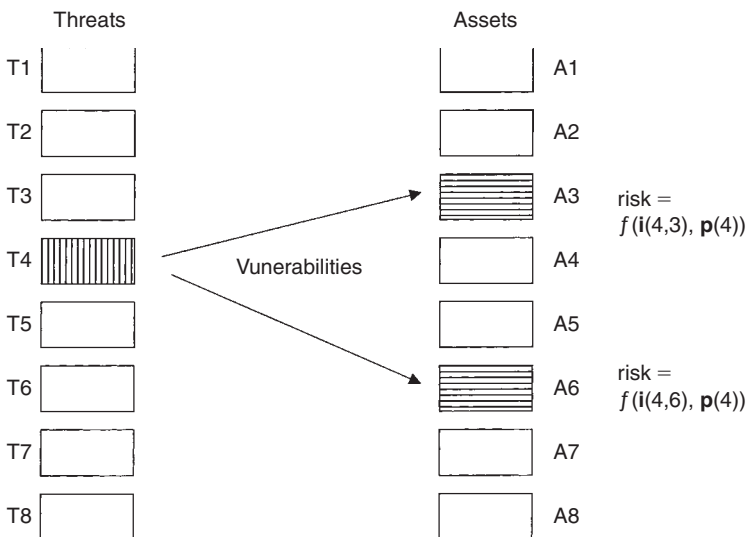 Threats Assets
T1 A1
T2 A2
T3 A3 risk =
ƒ(i(4,3), p(4))
T4 Vunerabilities A4
T5 A5
T6 A6 risk =
ƒ(i(4,6), p(4))
T7 A7
T8 A8